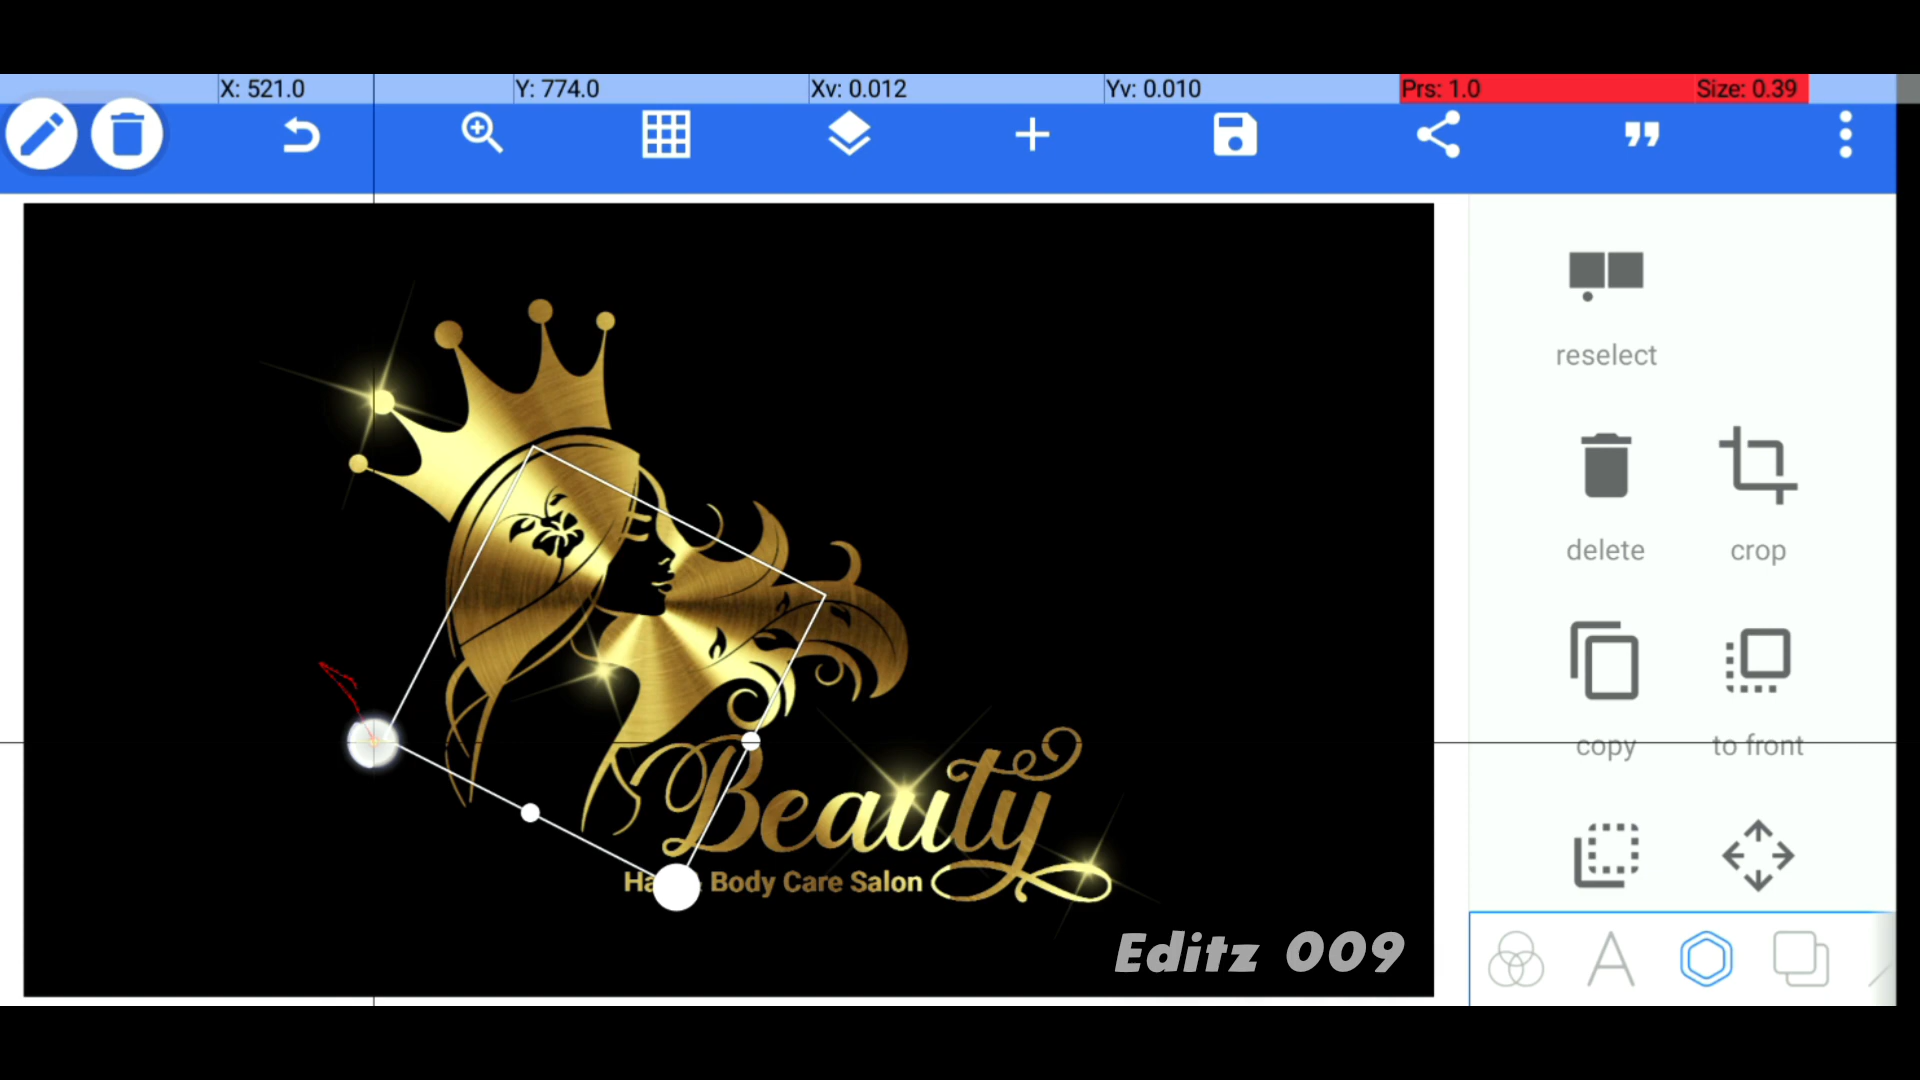 X: 521.0 Y: 774.0 Xv: 0.012 Yv: 0.010 Prs: 1.0 Size: 0.39
reselect
delete crop
copy to front
Beauty
Body Care Salon
Editz 009